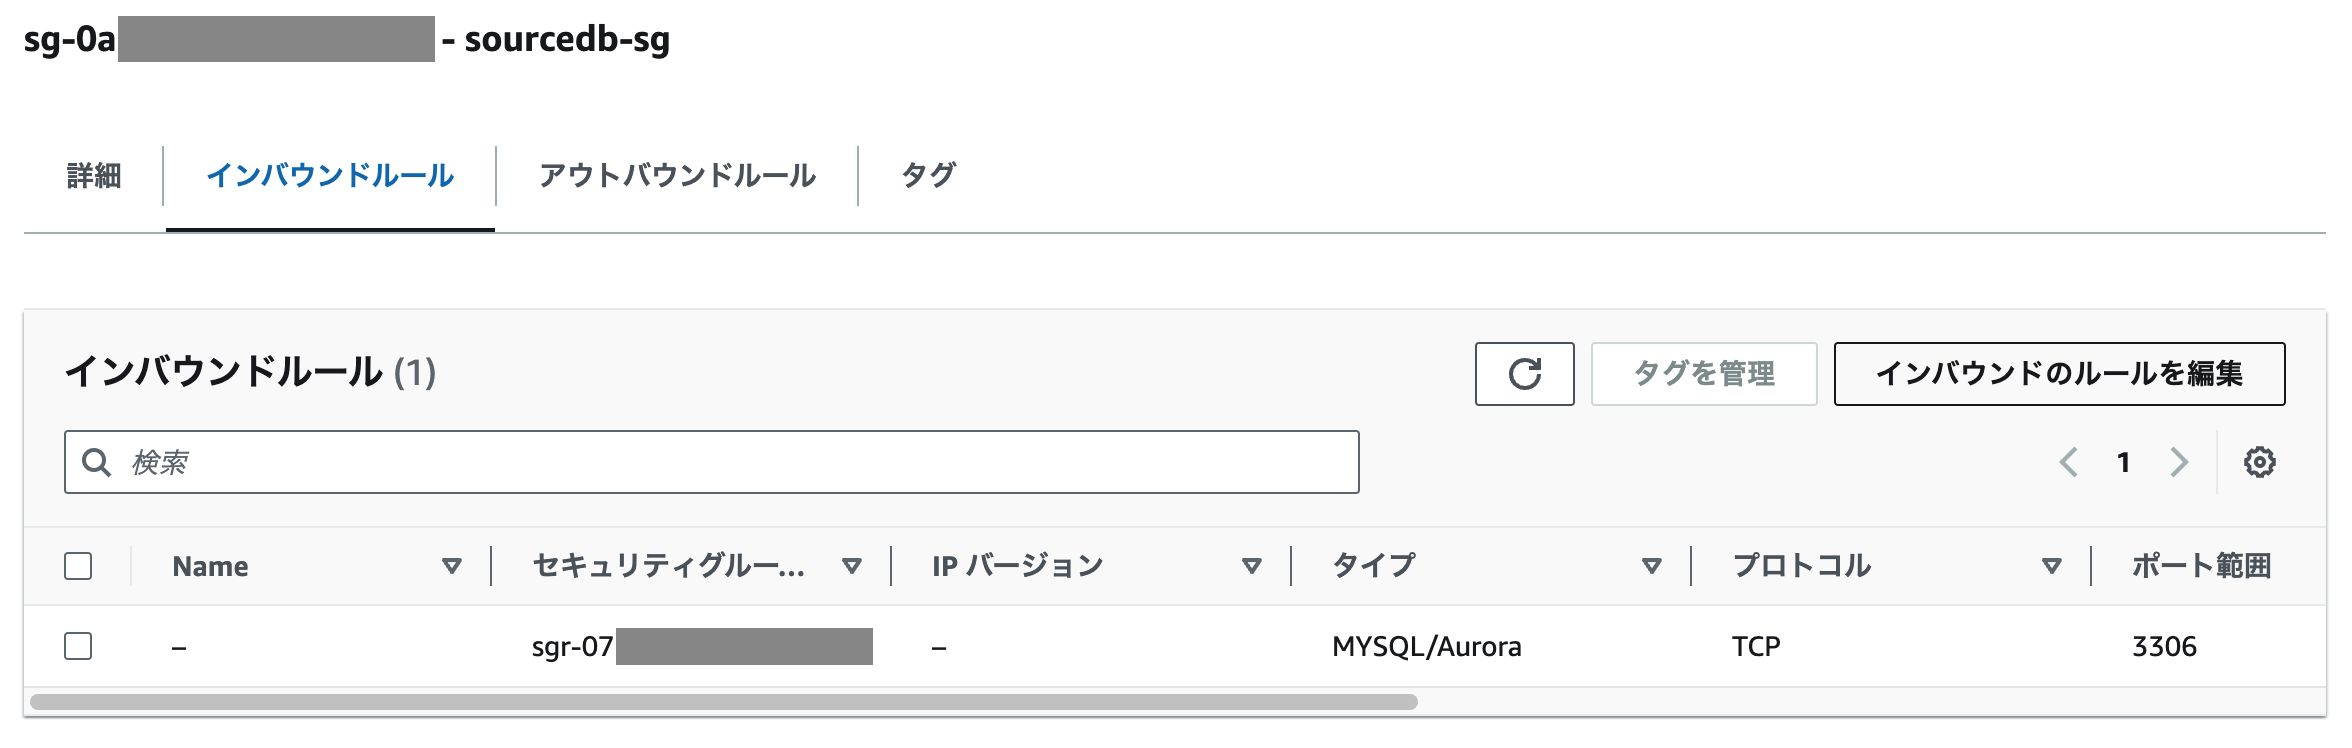 sg-0a - sourcedb-sg
詳細 インバウンドルール アウトバウンドルール タグ
インバウンドルール (1)
タグを管理 インバウンドのルールを編集
検索
1
Name セキュリティグルー... IP バージョン タイプ プロトコル ポート範囲
– sgr-07 – MYSQL/Aurora TCP 3306